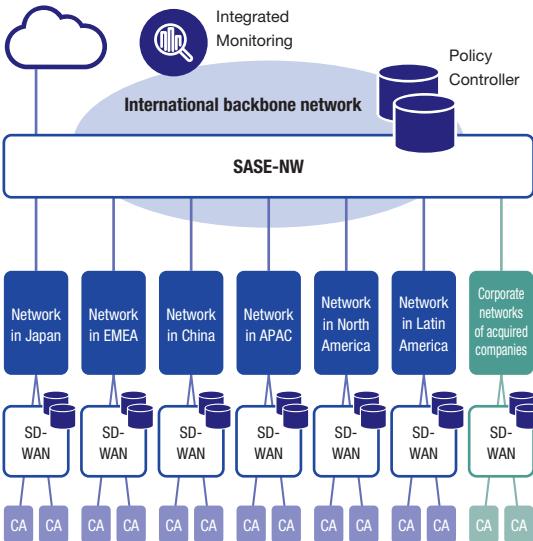 Integrated
Monitoring
Policy
Controller
International backbone network
SASE-NW
Network
in Japan
Network
in EMEA
Network
in China
Network
in APAC
Network
in North
America
Network
in Latin
America
Corporate
networks
of acquired
companies
SD-
WAN
SD-
WAN
SD-
WAN
SD-
WAN
SD-
WAN
SD-
WAN
SD-
WAN
CA CA CA CA CA CA CA CA CA CA CA CA CA CA